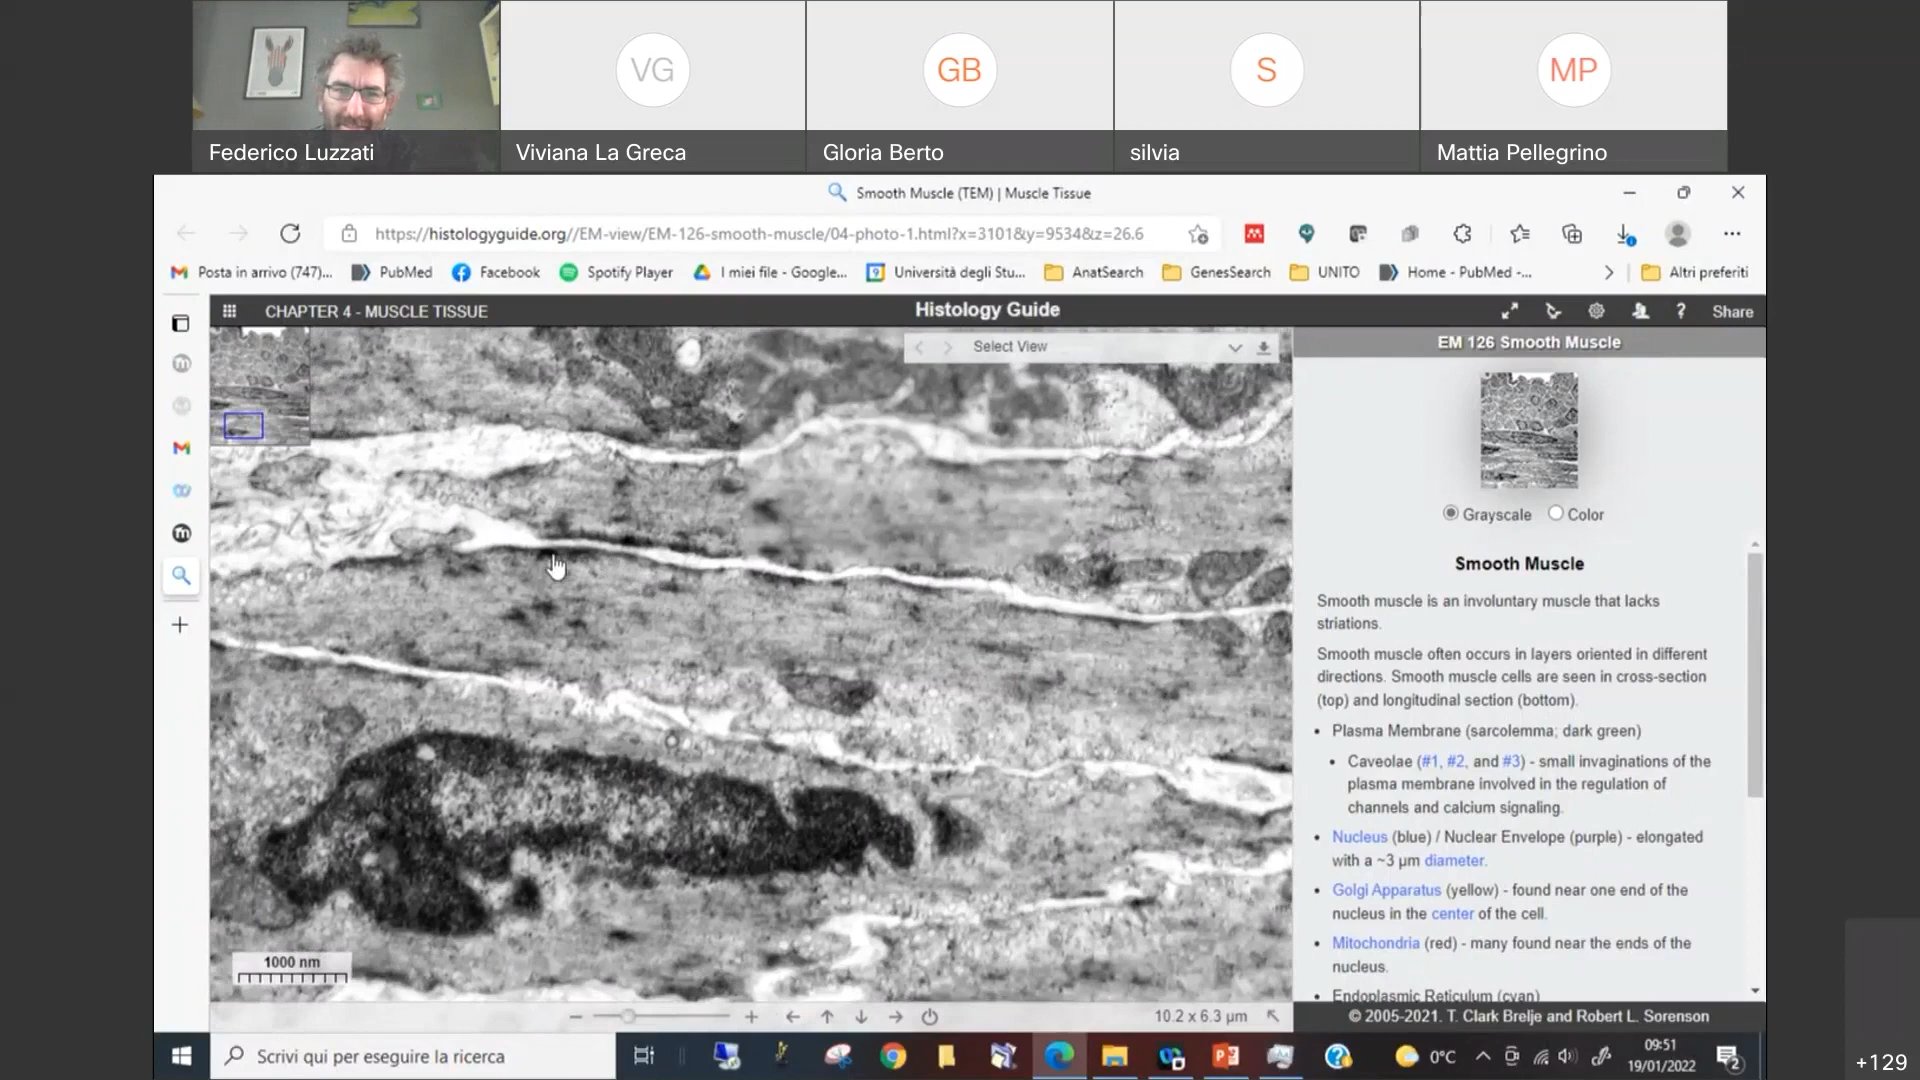 VG
GB
S
MP
Federico Luzzati
Viviana La Greca
Gloria Berto
silvia
Mattia Pellegrino
Smooth Muscle (TEM) | Muscle Tissue
https://histologyguide.org//EM-view/EM-126-smooth-muscle/04-photo-1.html?x=3101&y=9534&z=26.6
Posta in arrivo (747)...
PubMed
Facebook
Spotify Player
I miei file - Google...
Università degli Stu...
AnatSearch
GenesSearch
UNITO
Home - PubMed -...
Altri preferiti
CHAPTER 4 - MUSCLE TISSUE
Histology Guide
? Share
Select View
EM 126 Smooth Muscle
Grayscale
Color
Smooth Muscle
Smooth muscle is an involuntary muscle that lacks
striations.
Smooth muscle often occurs in layers oriented in different
directions. Smooth muscle cells are seen in cross-section
(top) and longitudinal section (bottom).
• Plasma Membrane (sarcolemma; dark green)
• Caveolae (#1, #2, and #3) - small invaginations of the
plasma membrane involved in the regulation of
channels and calcium signaling.
• Nucleus (blue) / Nuclear Envelope (purple) - elongated
with a ~3 µm diameter.
• Golgi Apparatus (yellow) - found near one end of the
nucleus in the center of the cell.
• Mitochondria (red) - many found near the ends of the
nucleus.
• Endoplasmic Reticulum (cyan)
1000 nm
10.2 x 6.3 µm
© 2005-2021. T. Clark Brelje and Robert L. Sorenson
Scrivi qui per eseguire la ricerca
0°C
09:51
19/01/2022
2
+129